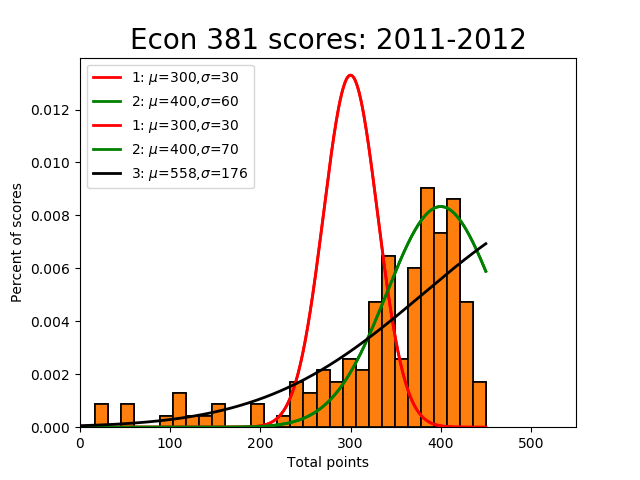 Econ 381 scores: 2011-2012
1: μ=300,σ=30
2: μ=400,σ=60
1: μ=300,σ=30
2: μ=400,σ=70
3: μ=558,σ=176
Percent of scores
0.012
0.010
0.008
0.006
0.004
0.002
0.000
0 100 200 300 400 500
Total points